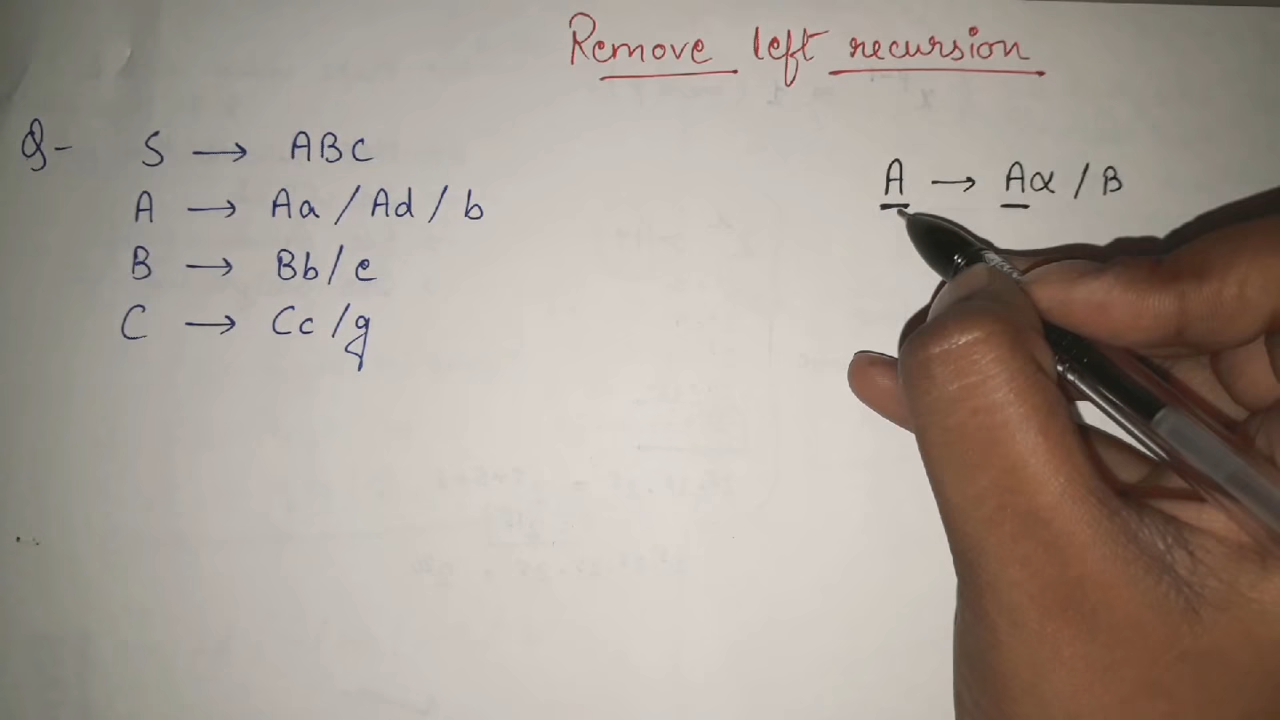 Remove left recursion
Q- S → ABC
A → Aa / Ad / b
B → Bb / e
C → Cc / g
A → Aα / B